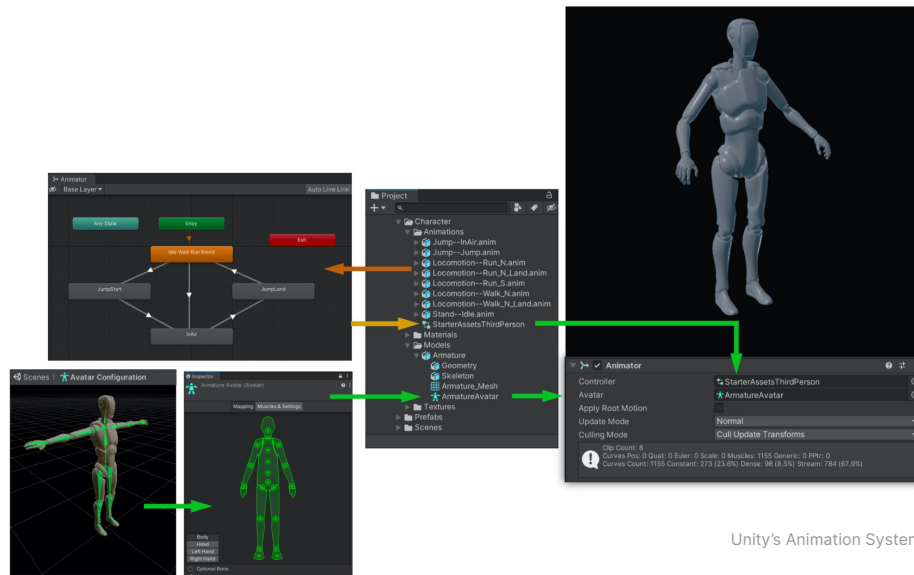 Animator
Base Layer
Auto Live Link
Any State
Entry
Exit
Idle Walk Run Blend
JumpStart
JumpLand
InAir
Project
Character
Animations
Jump--InAir.anim
Jump--Jump.anim
Locomotion--Run_N.anim
Locomotion--Run_N_Land.anim
Locomotion--Run_S.anim
Locomotion--Walk_N.anim
Locomotion--Walk_N_Land.anim
Stand--Idle.anim
StarterAssetsThirdPerson
Materials
Models
Armature
Geometry
Skeleton
Armature_Mesh
ArmatureAvatar
Textures
Prefabs
Scenes
Scenes
Avatar Configuration
Inspector
Armature Avatar (Avatar)
Mapping Muscles & Settings
Body
Head
Left Hand
Right Hand
Optional Bone
Animator
Controller StarterAssetsThirdPerson
Avatar ArmatureAvatar
Apply Root Motion
Update Mode Normal
Culling Mode Cull Update Transforms
Clip Count: 8
Curves Pos: 0 Quat: 0 Euler: 0 Scale: 0 Muscles: 1155 Generic: 0 PPtr: 0
Curves Count: 1155 Constant: 273 (23.6%) Dense: 98 (8.5%) Stream: 784 (67.9%)
Unity's Animation System